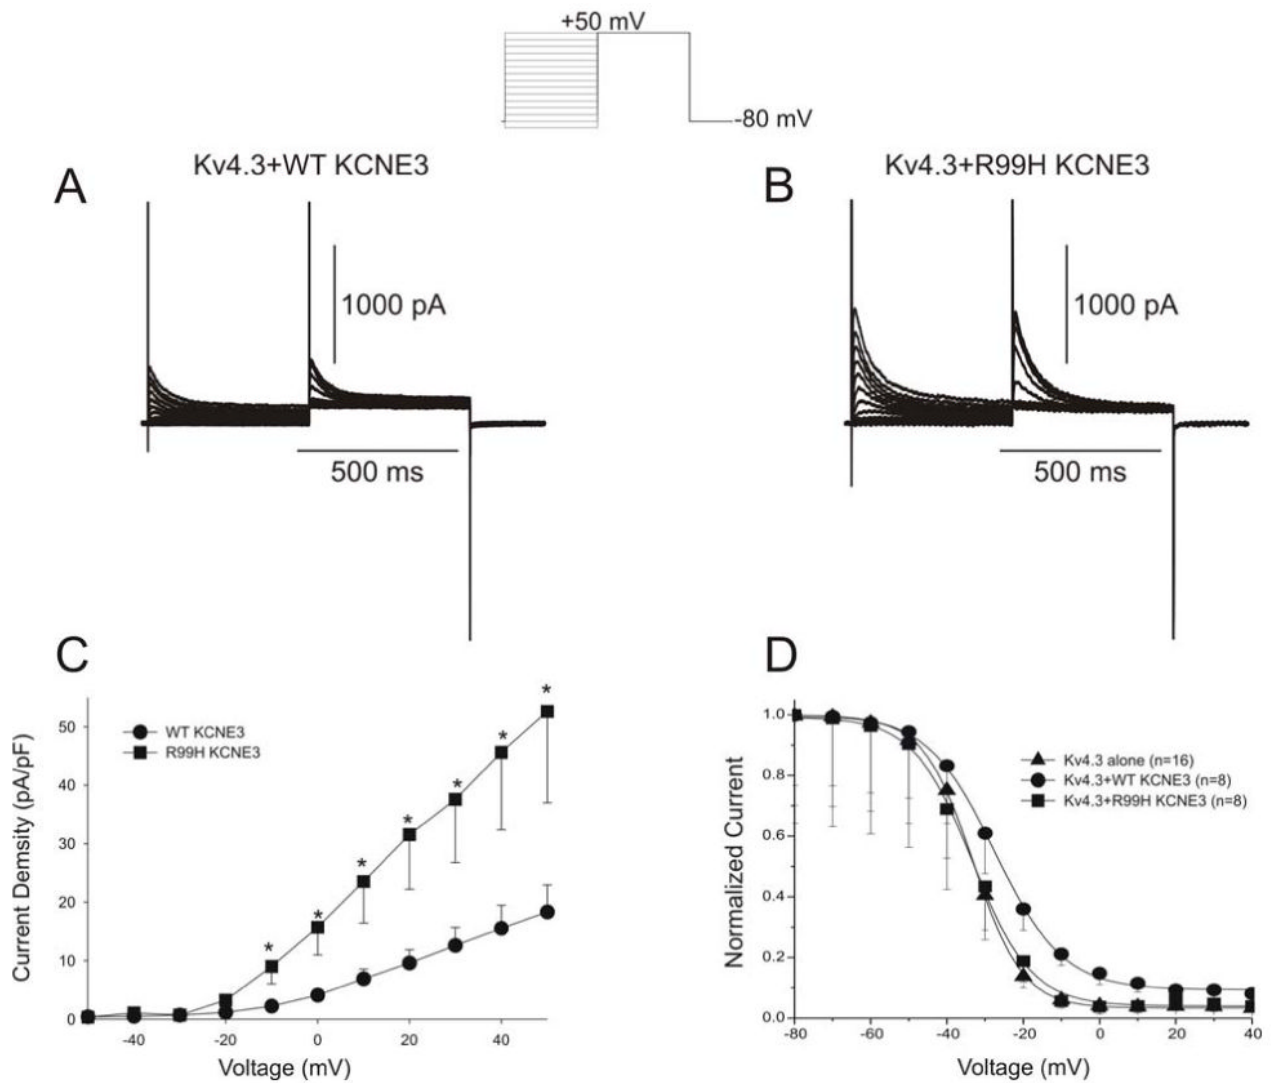 +50 mV
-80 mV
Kv4.3+WT KCNE3
Kv4.3+R99H KCNE3
A
B
1000 pA
1000 pA
500 ms
500 ms
C
D
Current Demsity (pA/pF)
50
40
30
20
10
0
WT KCNE3
R99H KCNE3
*
*
*
*
*
*
*
-40
-20
0
20
40
Voltage (mV)
Normalized Current
1.0
0.8
0.6
0.4
0.2
0.0
Kv4.3 alone (n=16)
Kv4.3+WT KCNE3 (n=8)
Kv4.3+R99H KCNE3 (n=8)
-80
-60
-40
-20
0
20
40
Voltage (mV)